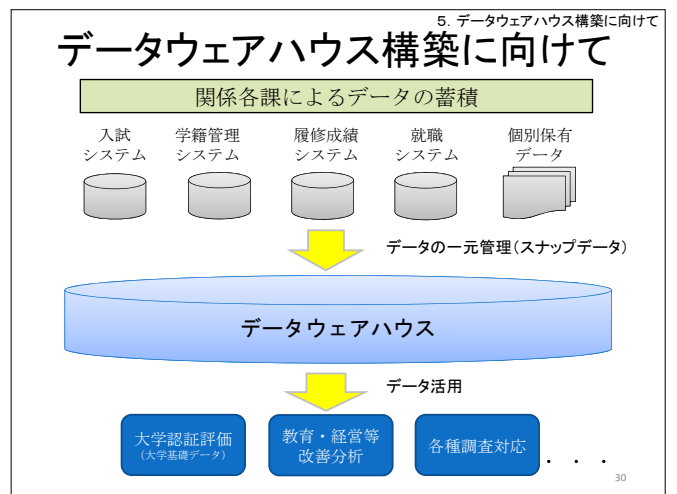 ５．データウェアハウス構築に向けて
データウェアハウス構築に向けて
関係各課によるデータの蓄積
入試
システム
学籍管理
システム
履修成績
システム
就職
システム
個別保有
データ
データの一元管理（スナップデータ）
データウェアハウス
データ活用
大学認証評価
（大学基礎データ）
教育・経営等
改善分析
各種調査対応
．．．
30